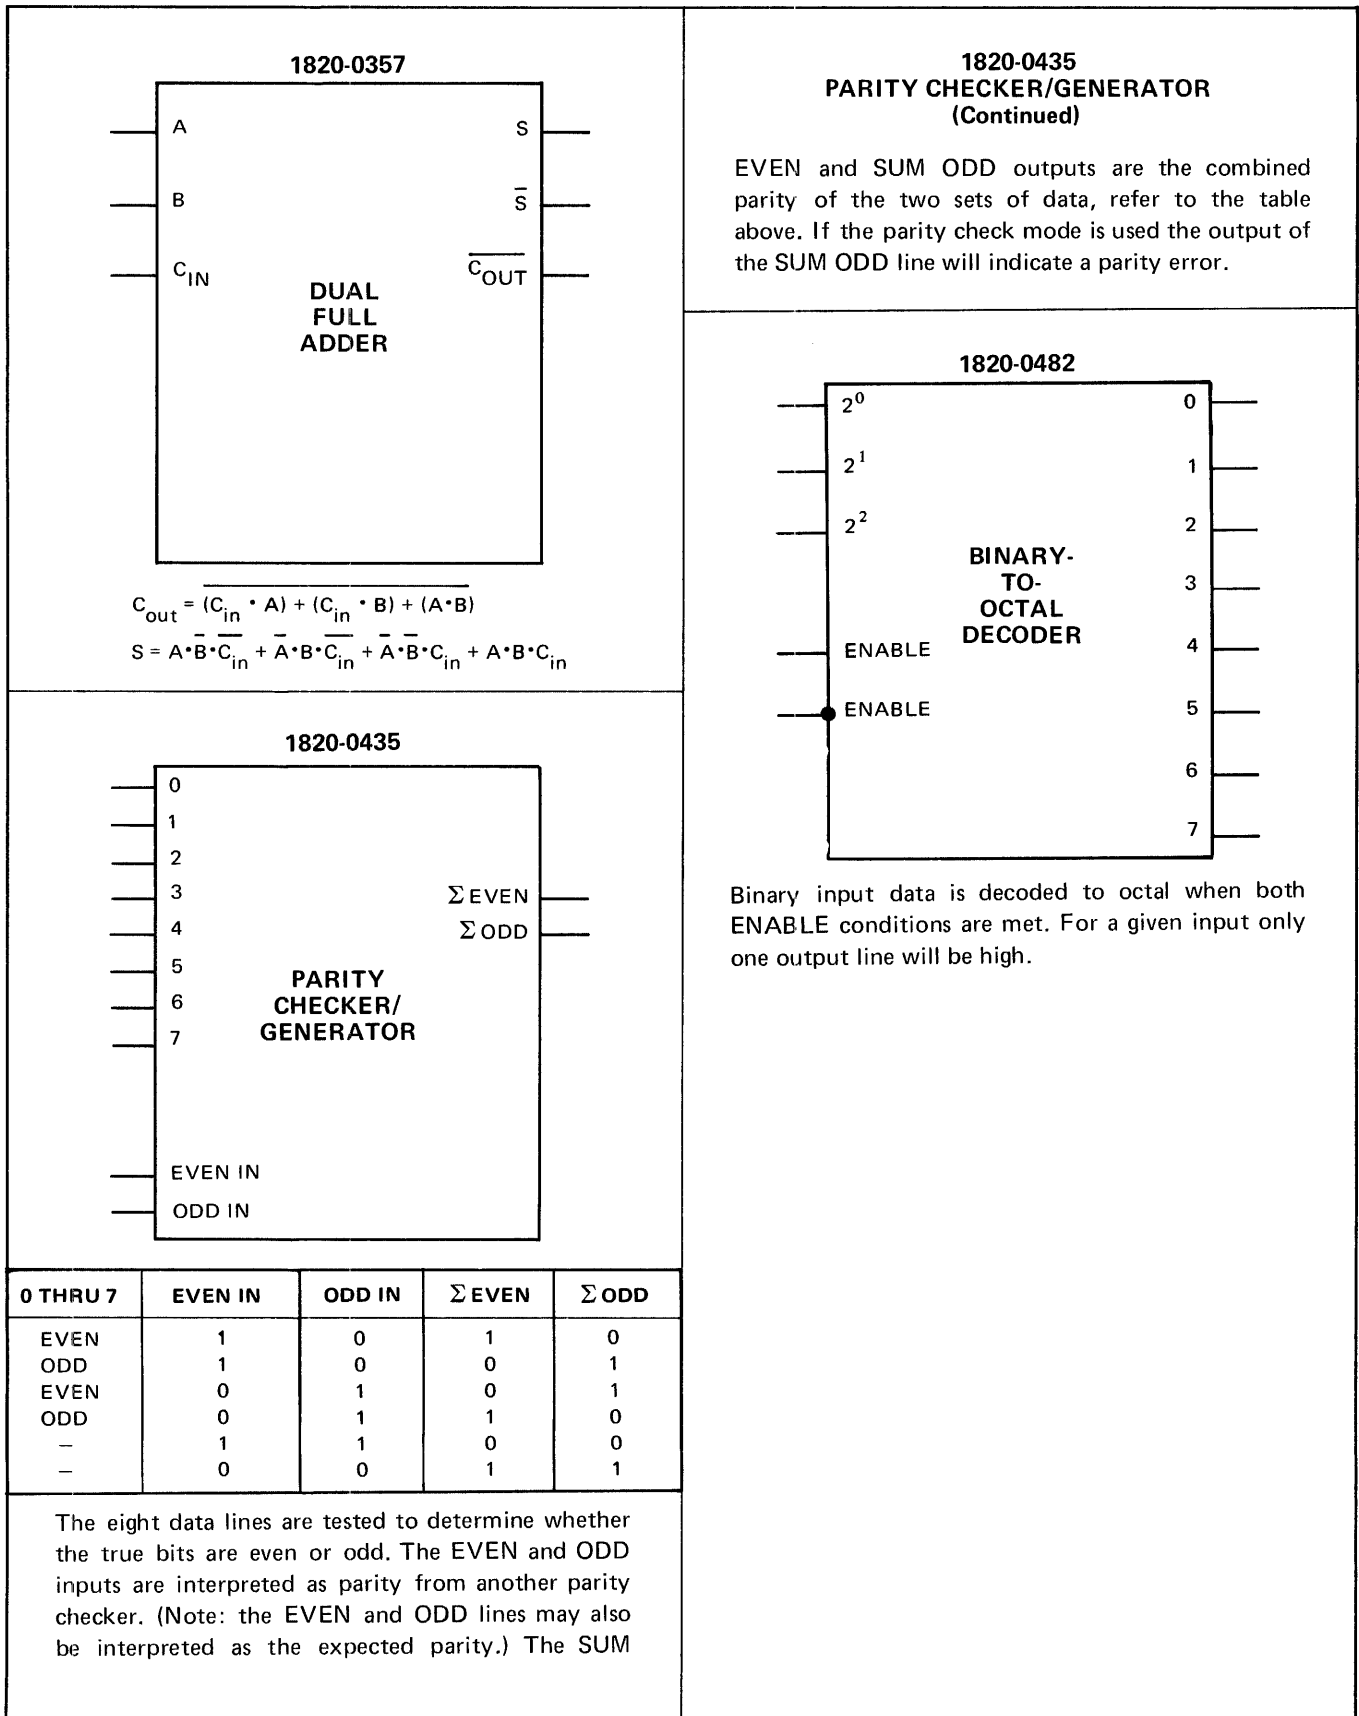 1820-0357
A S
B S̅
C_IN C̅_O̅U̅T̅
DUAL
FULL
ADDER
C_out = \overline{(C_in • A) + (C_in • B) + (A•B)}
S = A•B̅•\overline{C_in} + A̅•B•\overline{C_in} + A̅•B̅•C_in + A•B•C_in
1820-0435
0
1
2
3 ΣEVEN
4 ΣODD
5
6
7
PARITY
CHECKER/
GENERATOR
EVEN IN
ODD IN
0 THRU 7 EVEN IN ODD IN ΣEVEN ΣODD
EVEN 1 0 1 0
ODD 1 0 0 1
EVEN 0 1 0 1
ODD 0 1 1 0
– 1 1 0 0
– 0 0 1 1
The eight data lines are tested to determine whether
the true bits are even or odd. The EVEN and ODD
inputs are interpreted as parity from another parity
checker. (Note: the EVEN and ODD lines may also
be interpreted as the expected parity.) The SUM
1820-0435
PARITY CHECKER/GENERATOR
(Continued)
EVEN and SUM ODD outputs are the combined
parity of the two sets of data, refer to the table
above. If the parity check mode is used the output of
the SUM ODD line will indicate a parity error.
1820-0482
2⁰ 0
2¹ 1
2² 2
BINARY-
TO-
OCTAL
DECODER
3
ENABLE 4
ENABLE 5
6
7
Binary input data is decoded to octal when both
ENABLE conditions are met. For a given input only
one output line will be high.